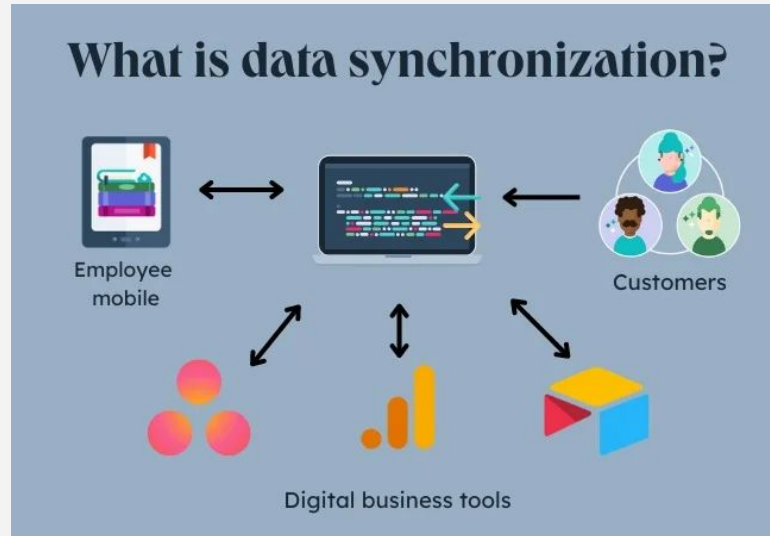 What is data synchronization?
Employee
mobile
Customers
Digital business tools